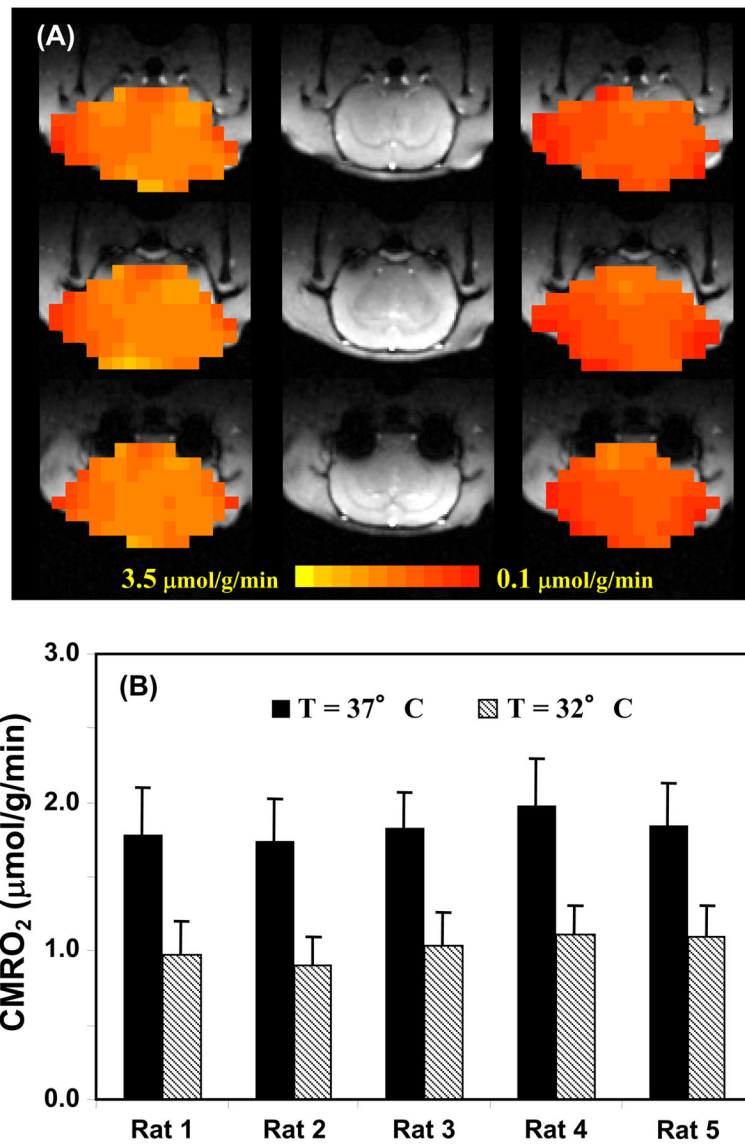 (A)
3.5 μmol/g/min 0.1 μmol/g/min
(B)
T = 37° C T = 32° C
CMRO₂ (μmol/g/min)
3.0
2.0
1.0
0.0
Rat 1 Rat 2 Rat 3 Rat 4 Rat 5